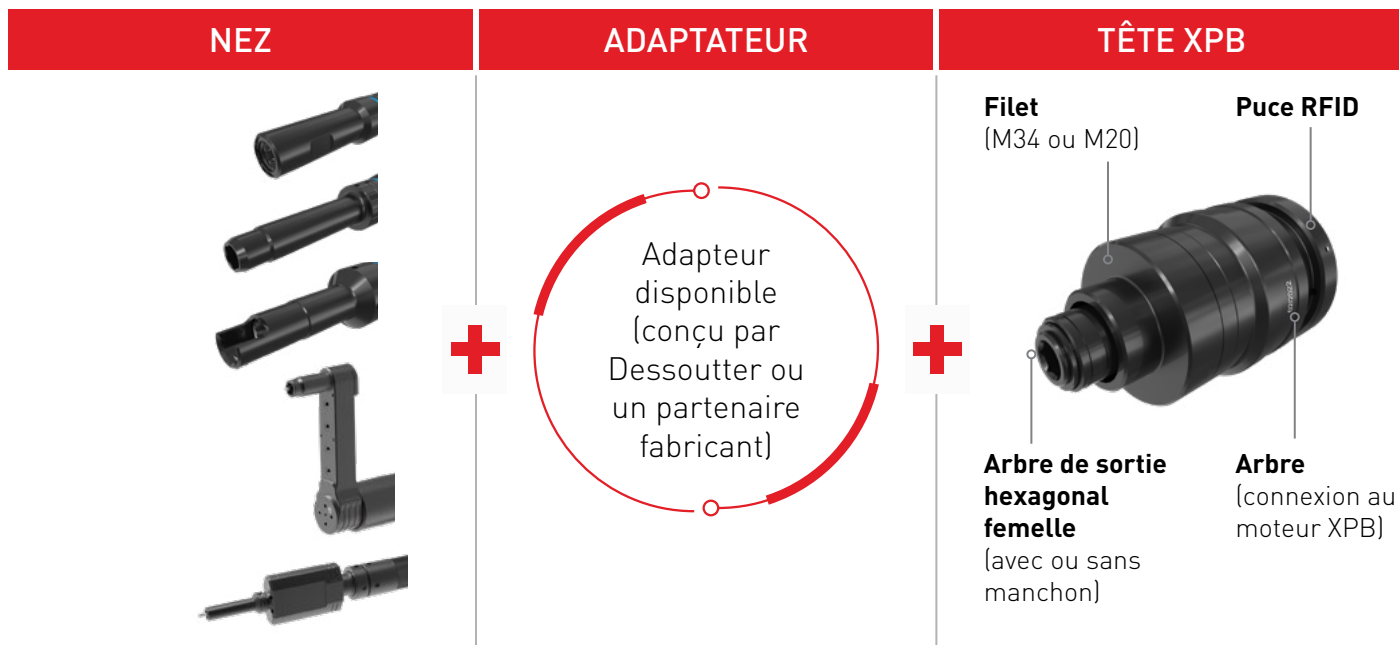 NEZ
ADAPTATEUR
TÊTE XPB
Adapteur
disponible
(conçu par
Dessoutter ou
un partenaire
fabricant)
Filet
(M34 ou M20)
Puce RFID
Arbre de sortie
hexagonal
femelle
(avec ou sans
manchon)
Arbre
(connexion au
moteur XPB)